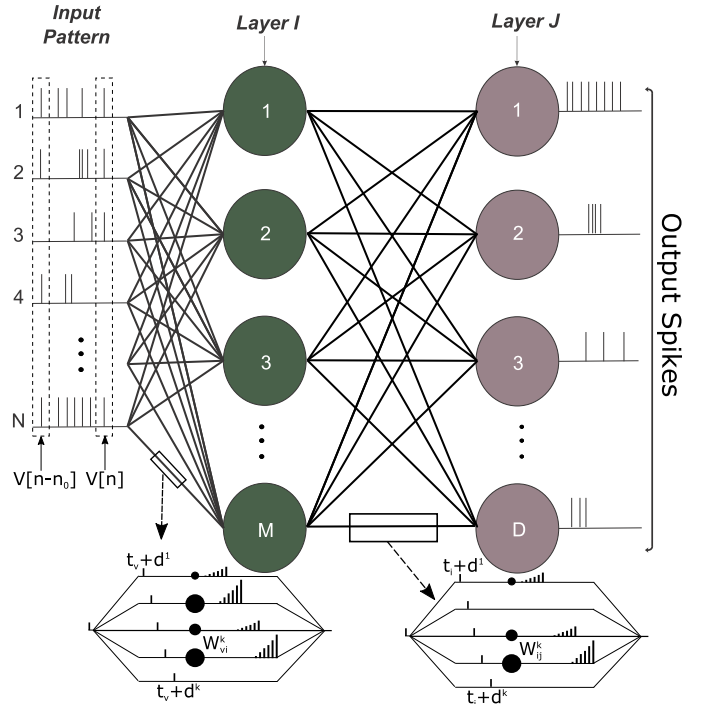 Input
Pattern
Layer I
Layer J
1
2
3
4
N
V[n-n₀]
V[n]
1
2
3
M
1
2
3
D
Output Spikes
tᵥ+d¹
Wᵏᵥᵢ
tᵥ+dᵏ
tᵢ+d¹
Wᵏᵢⱼ
tᵢ+dᵏ